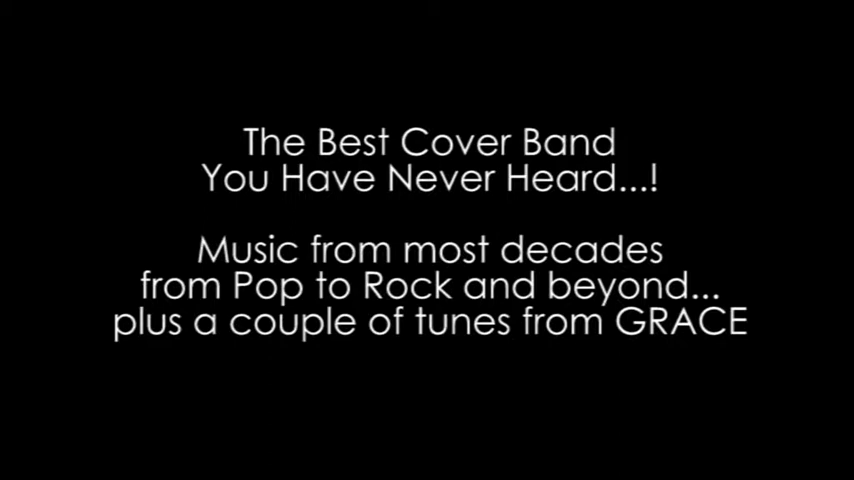 The Best Cover Band
You Have Never Heard...!
Music from most decades
from Pop to Rock and beyond...
plus a couple of tunes from GRACE